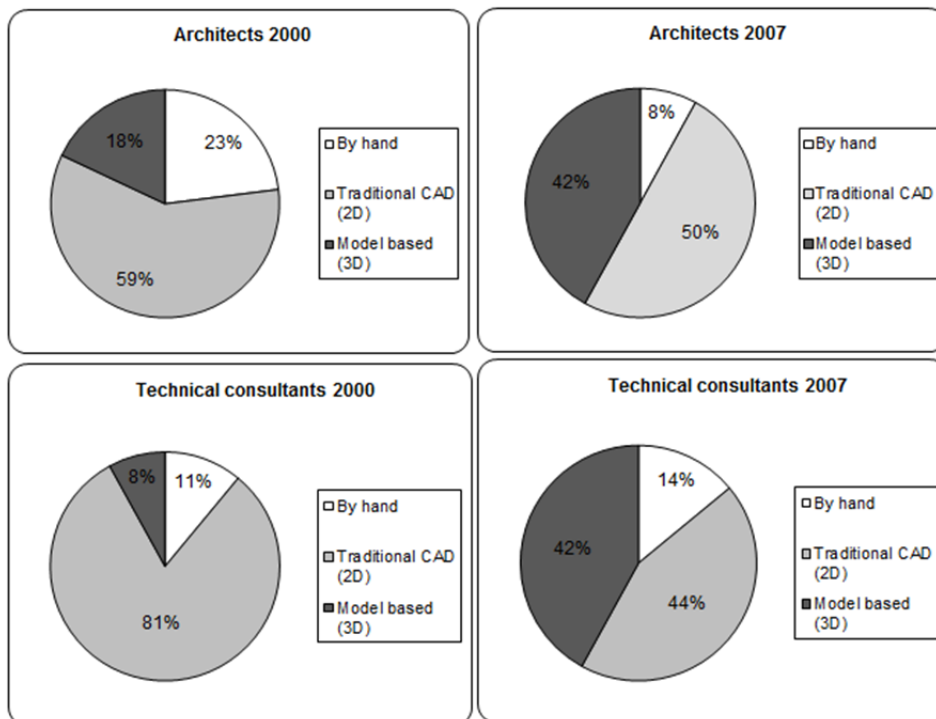 Architects 2000
23%
18%
59%
By hand
Traditional CAD
(2D)
Model based
(3D)
Architects 2007
8%
42%
50%
By hand
Traditional CAD
(2D)
Model based
(3D)
Technical consultants 2000
8%
11%
81%
By hand
Traditional CAD
(2D)
Model based
(3D)
Technical consultants 2007
14%
42%
44%
By hand
Traditional CAD
(2D)
Model based
(3D)